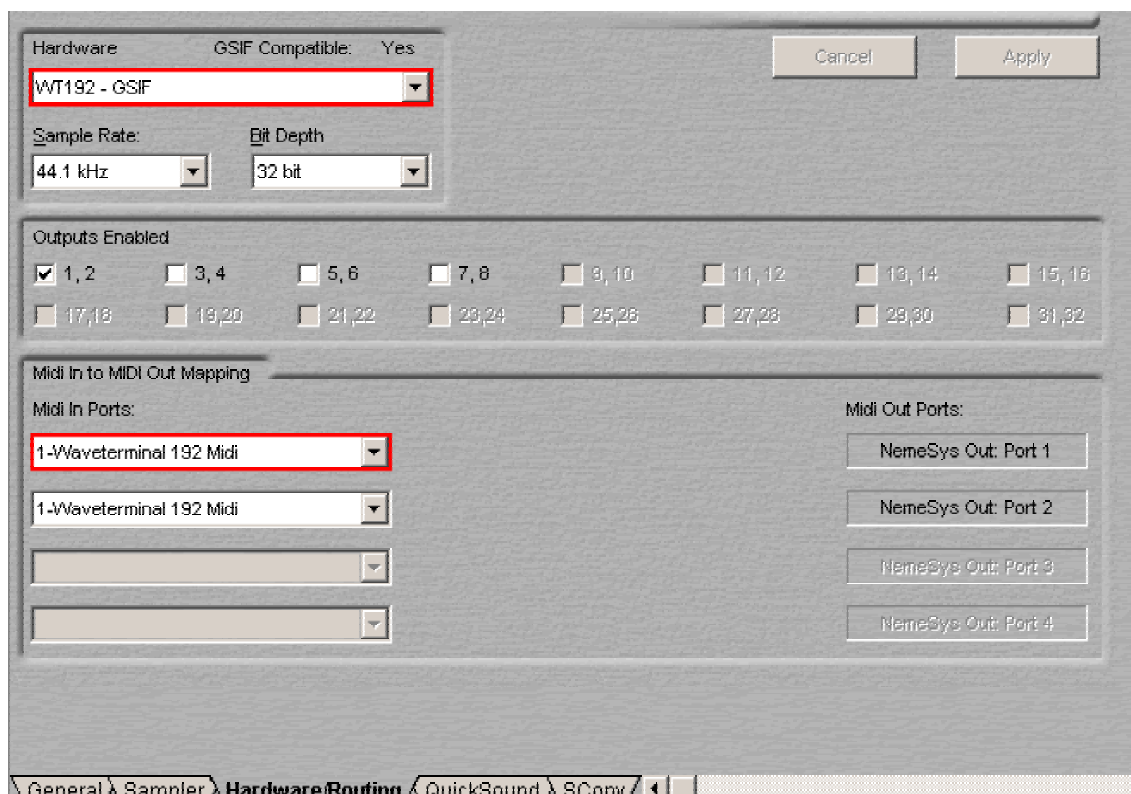 Hardware GSIF Compatible: Yes
Cancel Apply
WT192 - GSIF
Sample Rate: Bit Depth
44.1 kHz 32 bit
Outputs Enabled
1, 2 3, 4 5, 6 7, 8 9, 10 11, 12 13, 14 15, 16
17,18 19,20 21,22 23,24 25,26 27,28 29,30 31,32
Midi In to MIDI Out Mapping
Midi In Ports: Midi Out Ports:
1-Waveterminal 192 Midi NemeSys Out: Port 1
1-Waveterminal 192 Midi NemeSys Out: Port 2
NemeSys Out: Port 3
NemeSys Out: Port 4
General Sampler Hardware/Routing QuickSound SCopy